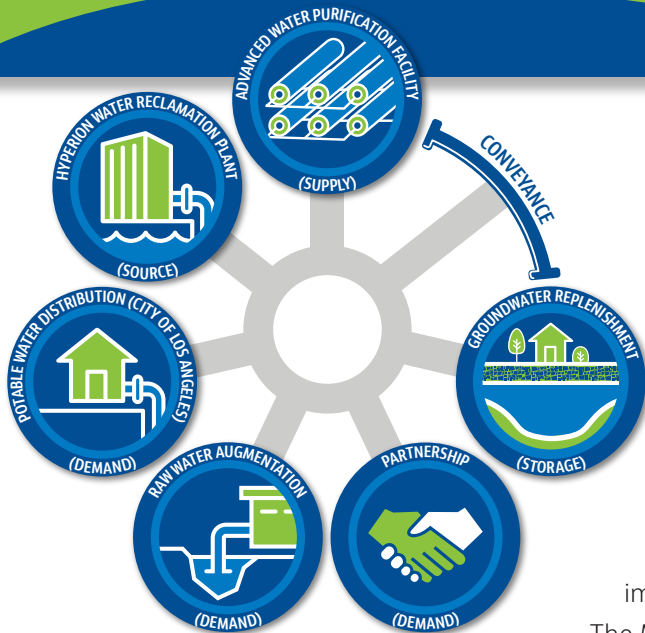 ADVANCED WATER PURIFICATION FACILITY
(SUPPLY)
CONVEYANCE
GROUNDWATER REPLENISHMENT
(STORAGE)
PARTNERSHIP
(DEMAND)
RAW WATER AUGMENTATION
(DEMAND)
POTABLE WATER DISTRIBUTION (CITY OF LOS ANGELES)
(DEMAND)
HYPERION WATER RECLAMATION PLANT
(SOURCE)
im
The